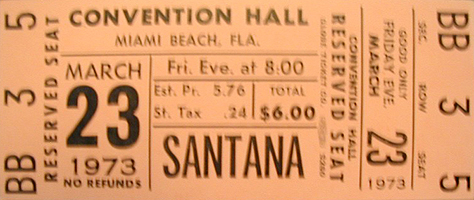 BB 3 5
RESERVED SEAT
CONVENTION HALL
MIAMI BEACH, FLA.
MARCH
23
1973
NO REFUNDS
Fri. Eve. at 8:00
Est. Pr. 5.76
St. Tax .24
TOTAL
$6.00
SANTANA
CONVENTION HALL
RESERVED SEAT
GOOD ONLY
FRIDAY EVE.
MARCH
23
1973
SEC. ROW SEAT
BB 3 5